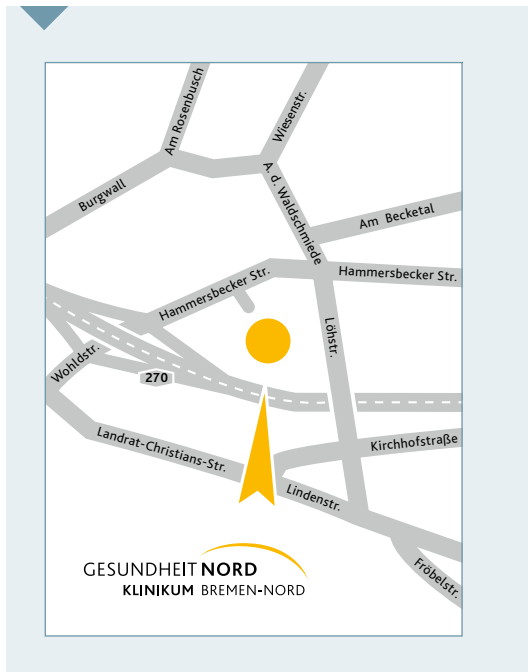 Am Rosenbusch
Wiesenstr.
Burgwall
A. d. Waldschmiede
Am Becketal
Hammersbecker Str.
Hammersbecker Str.
Löhstr.
Wohldstr.
270
Landrat-Christians-Str.
Kirchhofstraße
Lindenstr.
Fröbelstr.
GESUNDHEIT NORD
KLINIKUM BREMEN-NORD